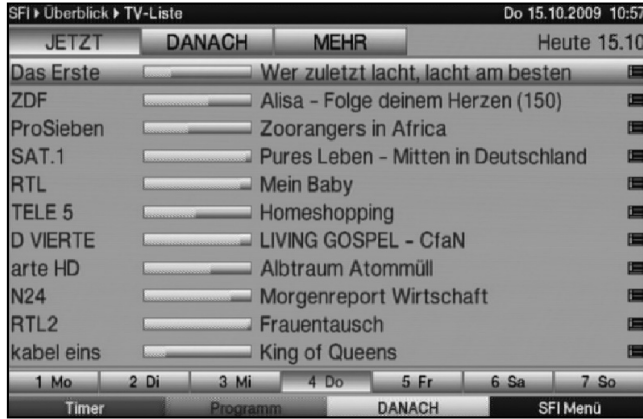 SFI ▸ Überblick ▸ TV-Liste Do 15.10.2009 10:57
JETZT DANACH MEHR Heute 15.10
Das Erste Wer zuletzt lacht, lacht am besten
ZDF Alisa - Folge deinem Herzen (150)
ProSieben Zoorangers in Africa
SAT.1 Pures Leben - Mitten in Deutschland
RTL Mein Baby
TELE 5 Homeshopping
D VIERTE LIVING GOSPEL - CfaN
arte HD Albtraum Atommüll
N24 Morgenreport Wirtschaft
RTL2 Frauentausch
kabel eins King of Queens
1 Mo 2 Di 3 Mi 4 Do 5 Fr 6 Sa 7 So
Timer Programm DANACH SFI Menü